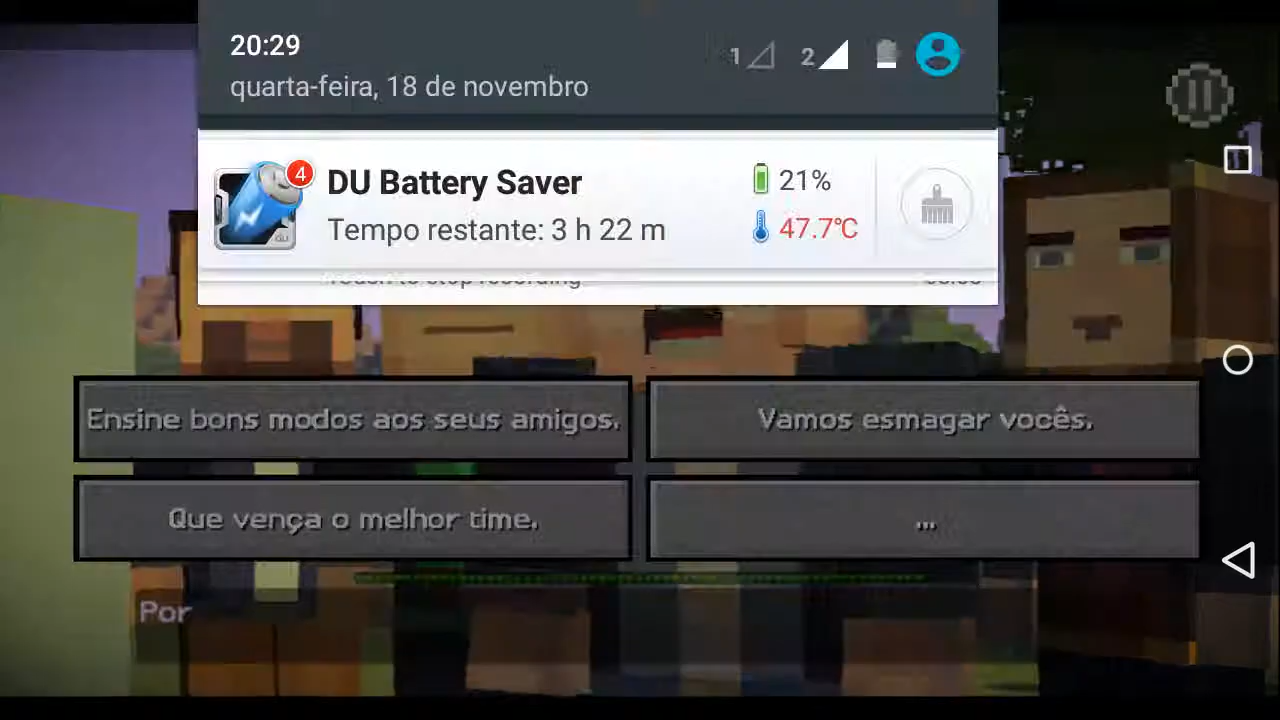 20:29
1 2
quarta-feira, 18 de novembro
4
DU Battery Saver
21%
du
Tempo restante: 3 h 22 m
47.7°C
Ensine bons modos aos seus amigos.
Vamos esmagar vocês.
Que vença o melhor time.
...
Por